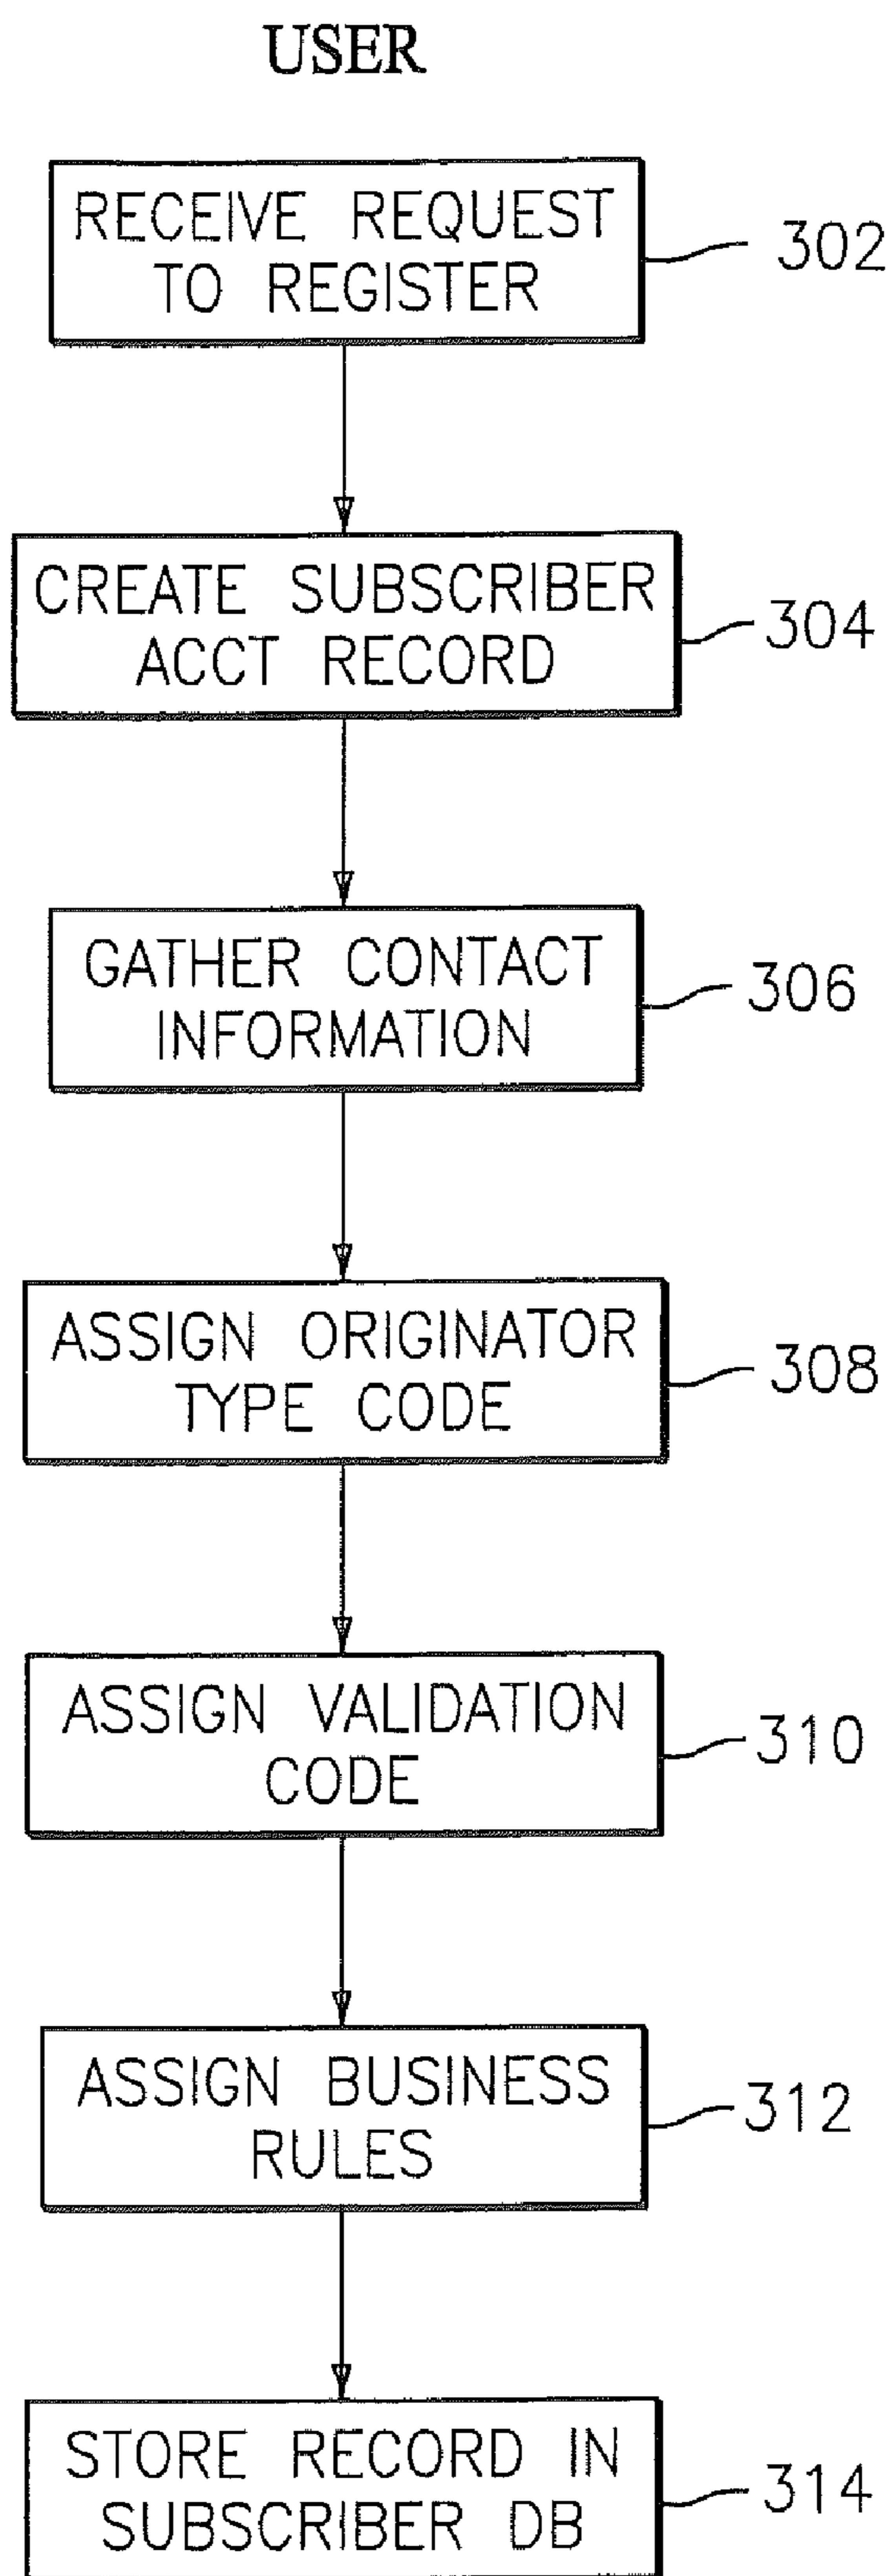 USER
RECEIVE REQUEST
TO REGISTER
302
CREATE SUBSCRIBER
ACCT RECORD
304
GATHER CONTACT
INFORMATION
306
ASSIGN ORIGINATOR
TYPE CODE
308
ASSIGN VALIDATION
CODE
310
ASSIGN BUSINESS
RULES
312
STORE RECORD IN
SUBSCRIBER DB
314